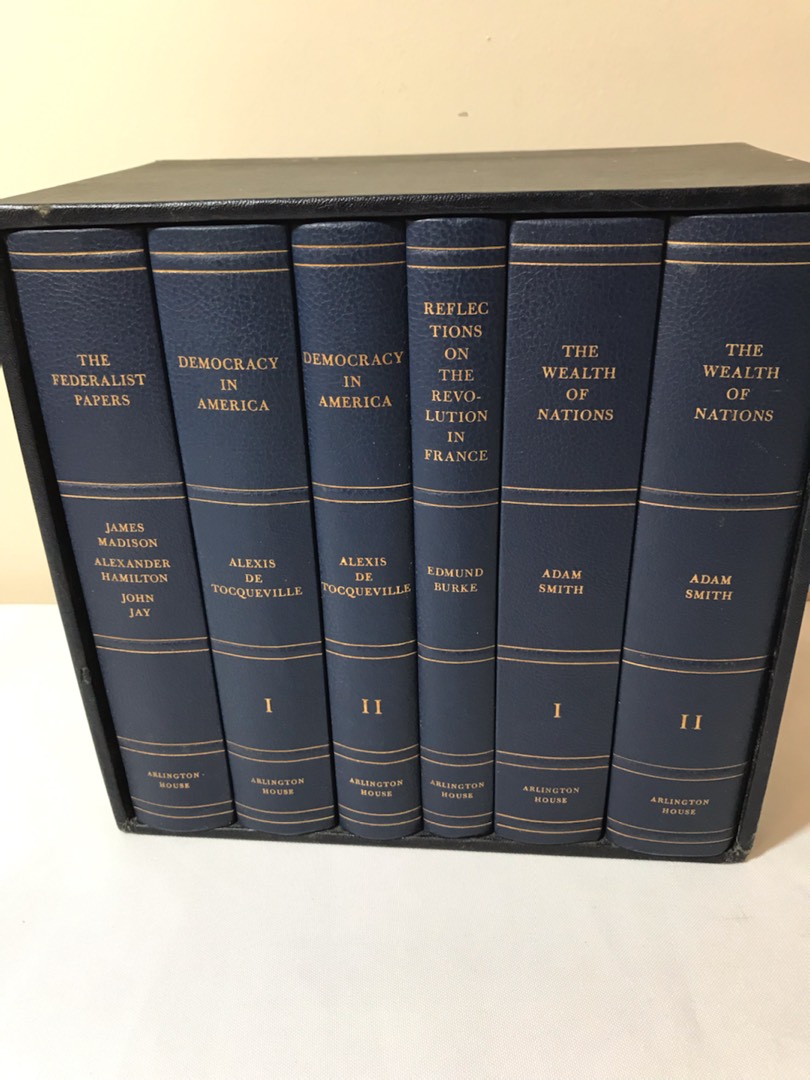 THE
FEDERALIST
PAPERS
JAMES
MADISON
ALEXANDER
HAMILTON
JOHN
JAY
ARLINGTON
HOUSE
DEMOCRACY
IN
AMERICA
ALEXIS
DE
TOCQUEVILLE
I
ARLINGTON
HOUSE
DEMOCRACY
IN
AMERICA
ALEXIS
DE
TOCQUEVILLE
II
ARLINGTON
HOUSE
REFLEC
TIONS
ON
THE
REVO-
LUTION
IN
FRANCE
EDMUND
BURKE
ARLINGTON
HOUSE
THE
WEALTH
OF
NATIONS
ADAM
SMITH
I
ARLINGTON
HOUSE
THE
WEALTH
OF
NATIONS
ADAM
SMITH
II
ARLINGTON
HOUSE